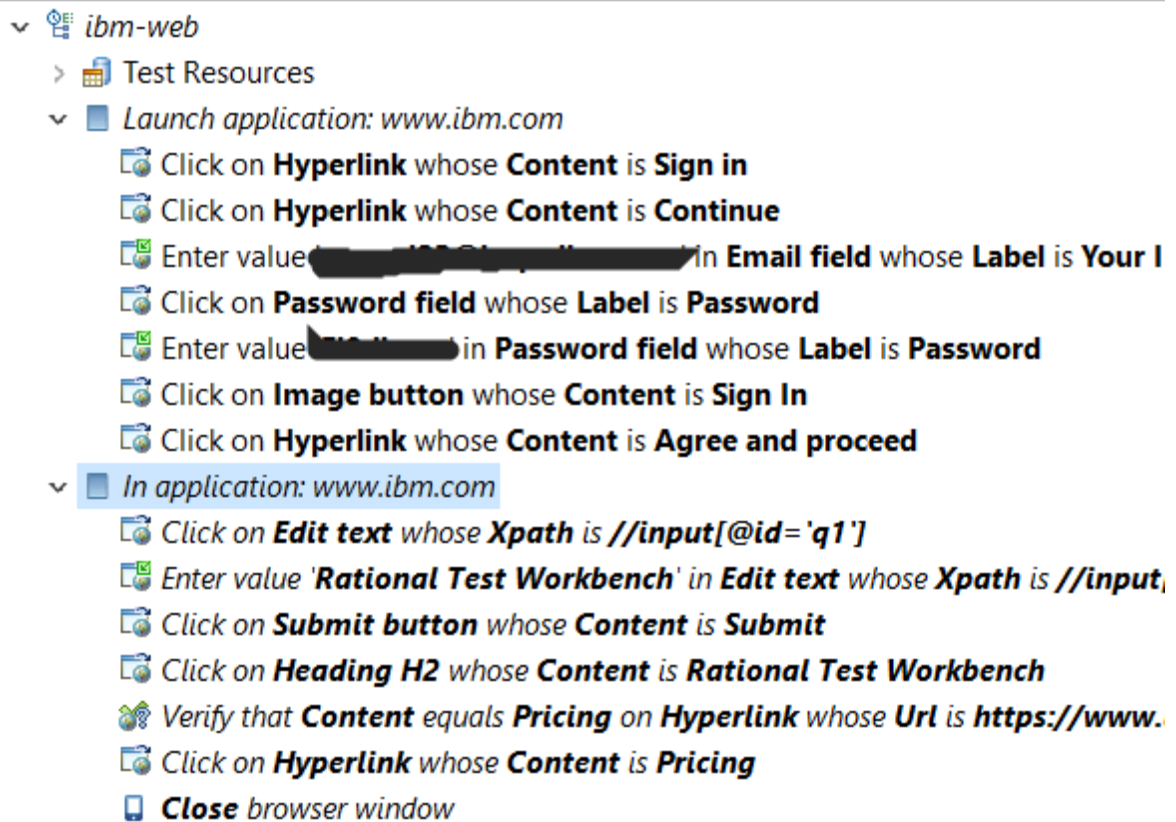 ibm-web
Test Resources
Launch application: www.ibm.com
Click on Hyperlink whose Content is Sign in
Click on Hyperlink whose Content is Continue
Enter value in Email field whose Label is Your I
Click on Password field whose Label is Password
Enter value in Password field whose Label is Password
Click on Image button whose Content is Sign In
Click on Hyperlink whose Content is Agree and proceed
In application: www.ibm.com
Click on Edit text whose Xpath is //input[@id='q1']
Enter value 'Rational Test Workbench' in Edit text whose Xpath is //input[
Click on Submit button whose Content is Submit
Click on Heading H2 whose Content is Rational Test Workbench
Verify that Content equals Pricing on Hyperlink whose Url is https://www.
Click on Hyperlink whose Content is Pricing
Close browser window